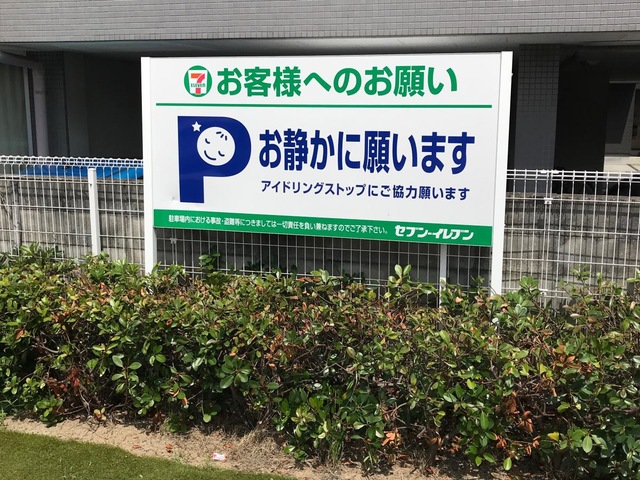 7 ELEVEN お客様へのお願い
P お静かに願います
アイドリングストップにご協力願います
駐車場内における事故・盗難等につきましては一切責任を負い兼ねますのでご了承下さい。 セブン-イレブン